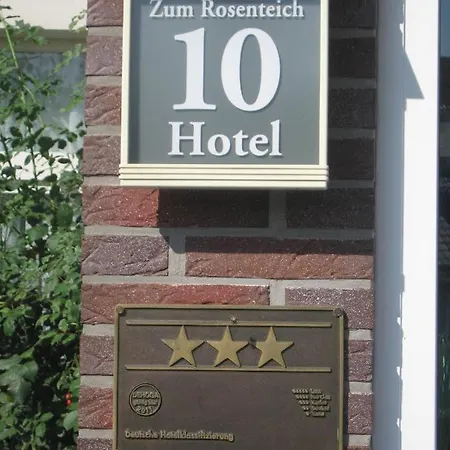 Zum Rosenteich
10
Hotel
DEHOGA
Deutsche Hotelklassifizierung